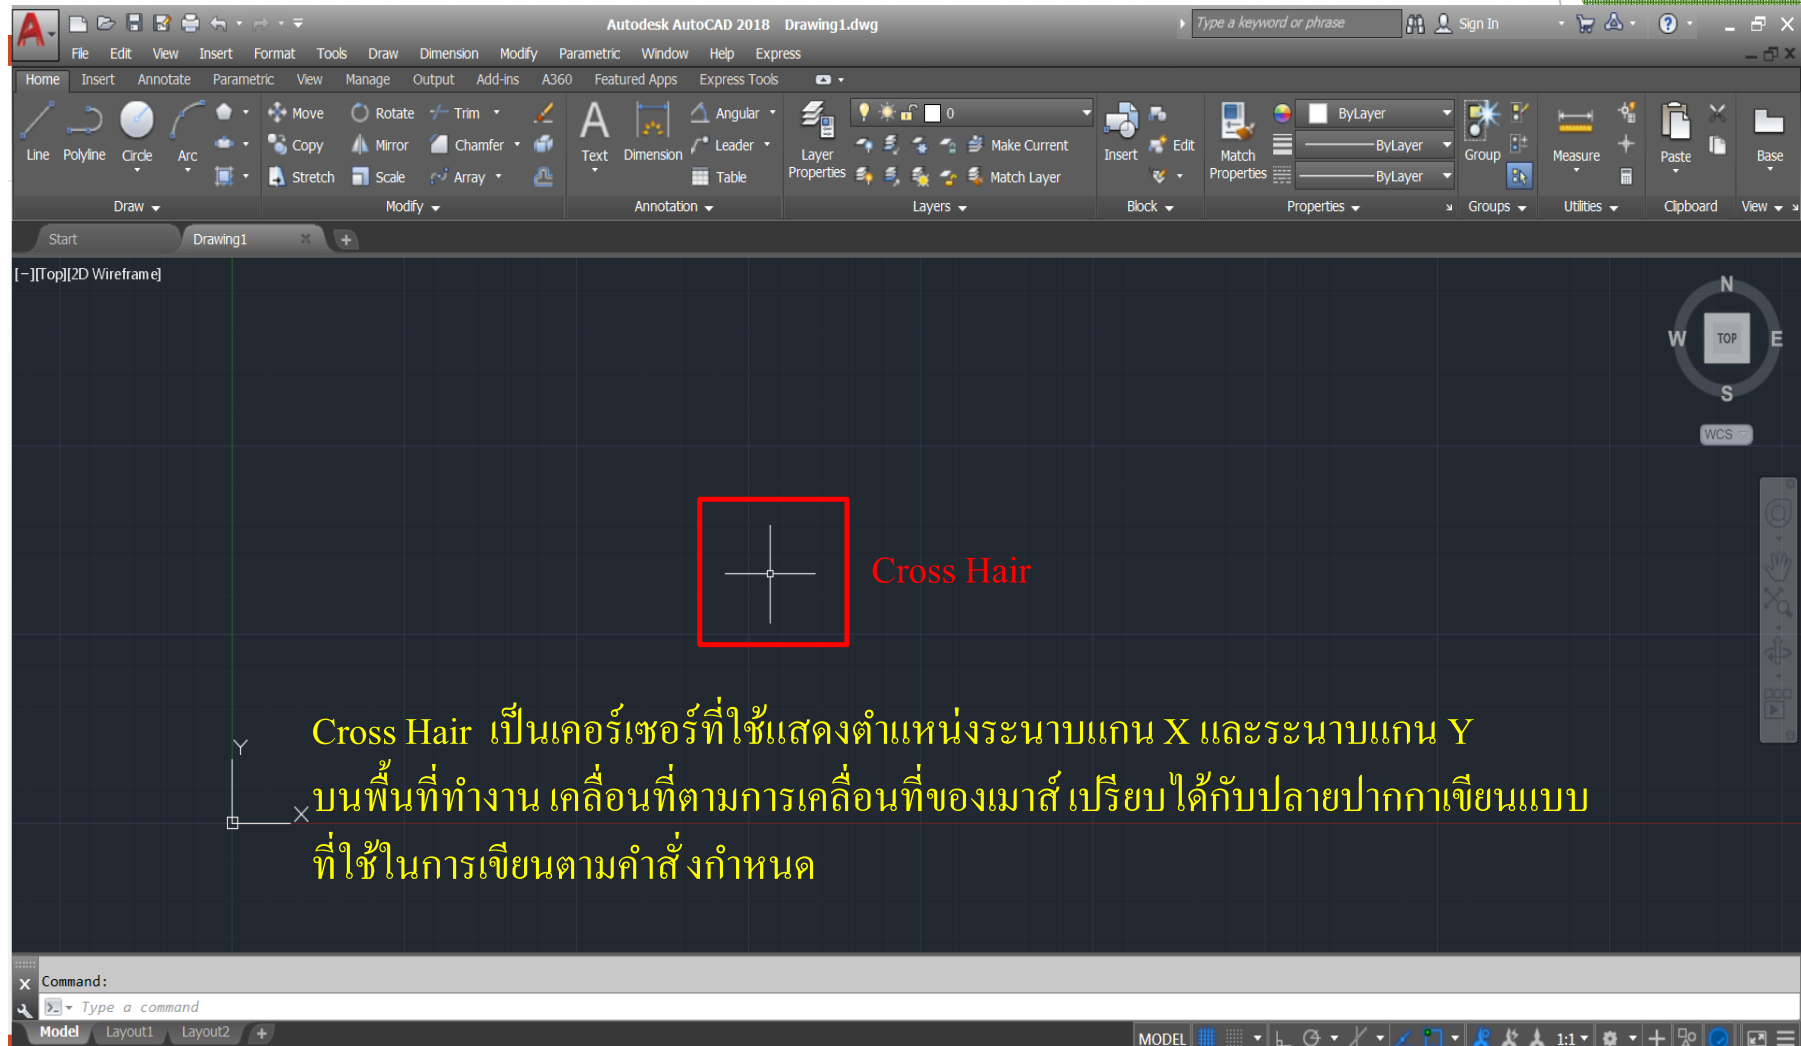 Autodesk AutoCAD 2018 Drawing1.dwg
Type a keyword or phrase
Sign In
File Edit View Insert Format Tools Draw Dimension Modify Parametric Window Help Express
Home Insert Annotate Parametric View Manage Output Add-ins A360 Featured Apps Express Tools
Move Rotate Trim Angular 0 ByLayer
Copy Mirror Chamfer Leader Make Current Edit ByLayer
Line Polyline Circle Arc Text Dimension Layer Properties Insert Match Properties Group Measure Paste Base
Stretch Scale Array Table Match Layer ByLayer
Draw Modify Annotation Layers Block Properties Groups Utilities Clipboard View
Start Drawing1
[−][Top][2D Wireframe]
N
W TOP E
S
WCS
Cross Hair
Cross Hair เป็นเคอร์เซอร์ที่ใช้แสดงตำแหน่งระนาบแกน X และระนาบแกน Y
บนพื้นที่ทำงาน เคลื่อนที่ตามการเคลื่อนที่ของเมาส์ เปรียบได้กับปลายปากกาเขียนแบบ
ที่ใช้ในการเขียนตามคำสั่งกำหนด
Y
X
Command:
Type a command
Model Layout1 Layout2
MODEL 1:1